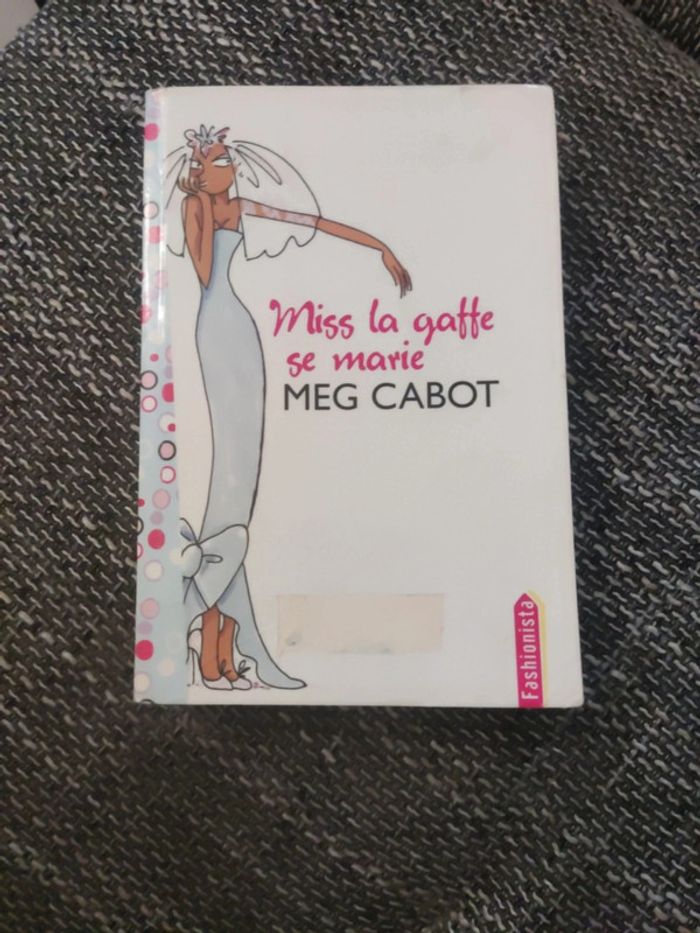 Miss la gaffe
se marie
MEG CABOT
Fashionista